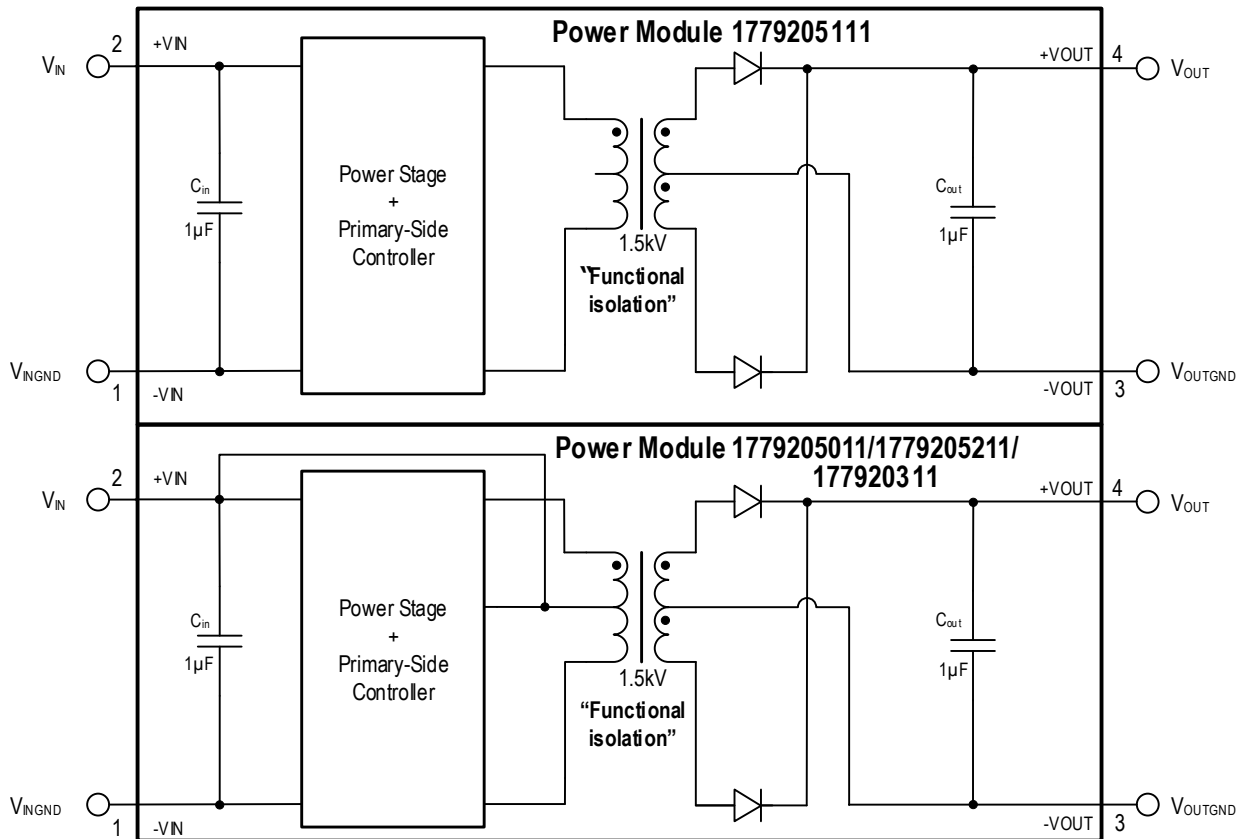 Power Module 1779205111
2
+VIN
VIN
+VOUT
4
VOUT
Cin
1µF
Power Stage
+
Primary-Side
Controller
1.5kV
‟Functional
isolation”
Cout
1µF
VINGND
1
-VIN
-VOUT
3
VOUTGND
Power Module 1779205011/1779205211/
177920311
2
+VIN
VIN
+VOUT
4
VOUT
Cin
1µF
Power Stage
+
Primary-Side
Controller
1.5kV
“Functional
isolation”
Cout
1µF
VINGND
1
-VIN
-VOUT
3
VOUTGND